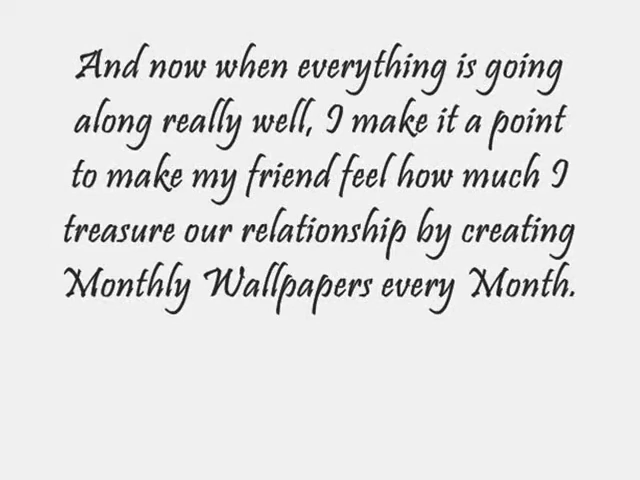 And now when everything is going
along really well, I make it a point
to make my friend feel how much I
treasure our relationship by creating
Monthly Wallpapers every Month.